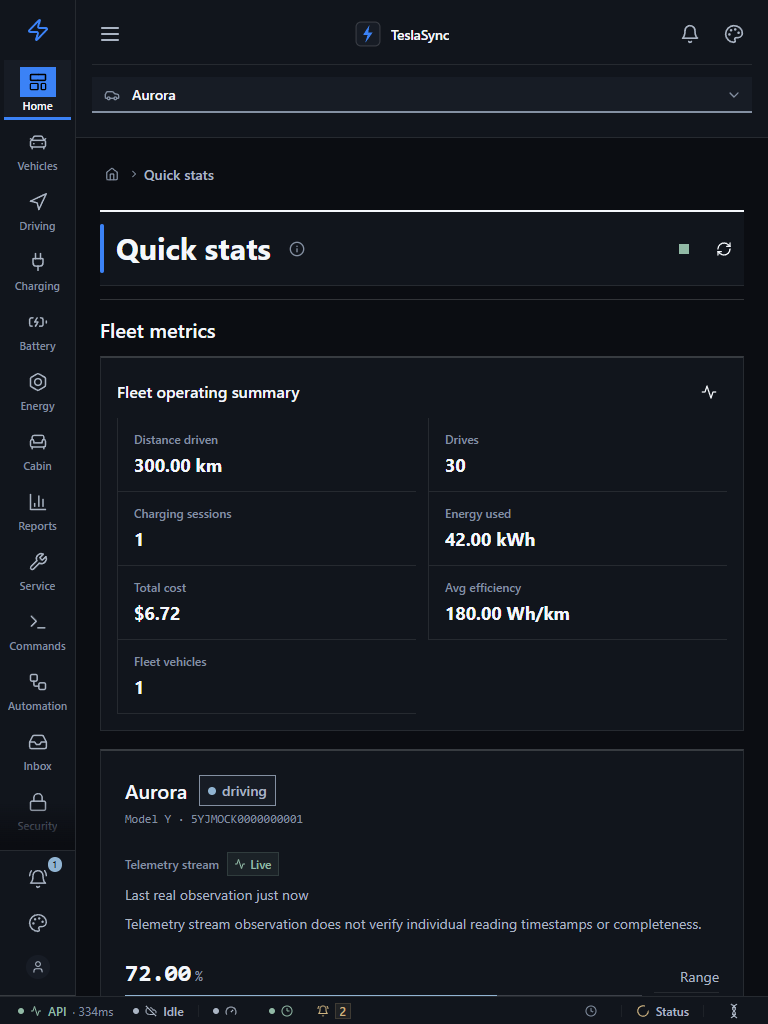 TeslaSync
Aurora
Home
Vehicles
Driving
Charging
Battery
Energy
Cabin
Reports
Service
Commands
Automation
Inbox
Security
1
Quick stats
Quick stats
Fleet metrics
Fleet operating summary
Distance driven
300.00 km
Drives
30
Charging sessions
1
Energy used
42.00 kWh
Total cost
$6.72
Avg efficiency
180.00 Wh/km
Fleet vehicles
1
Aurora driving
Model Y · 5YJMOCK0000000001
Telemetry stream Live
Last real observation just now
Telemetry stream observation does not verify individual reading timestamps or completeness.
72.00 %
Range
API · 334ms Idle 2 Status